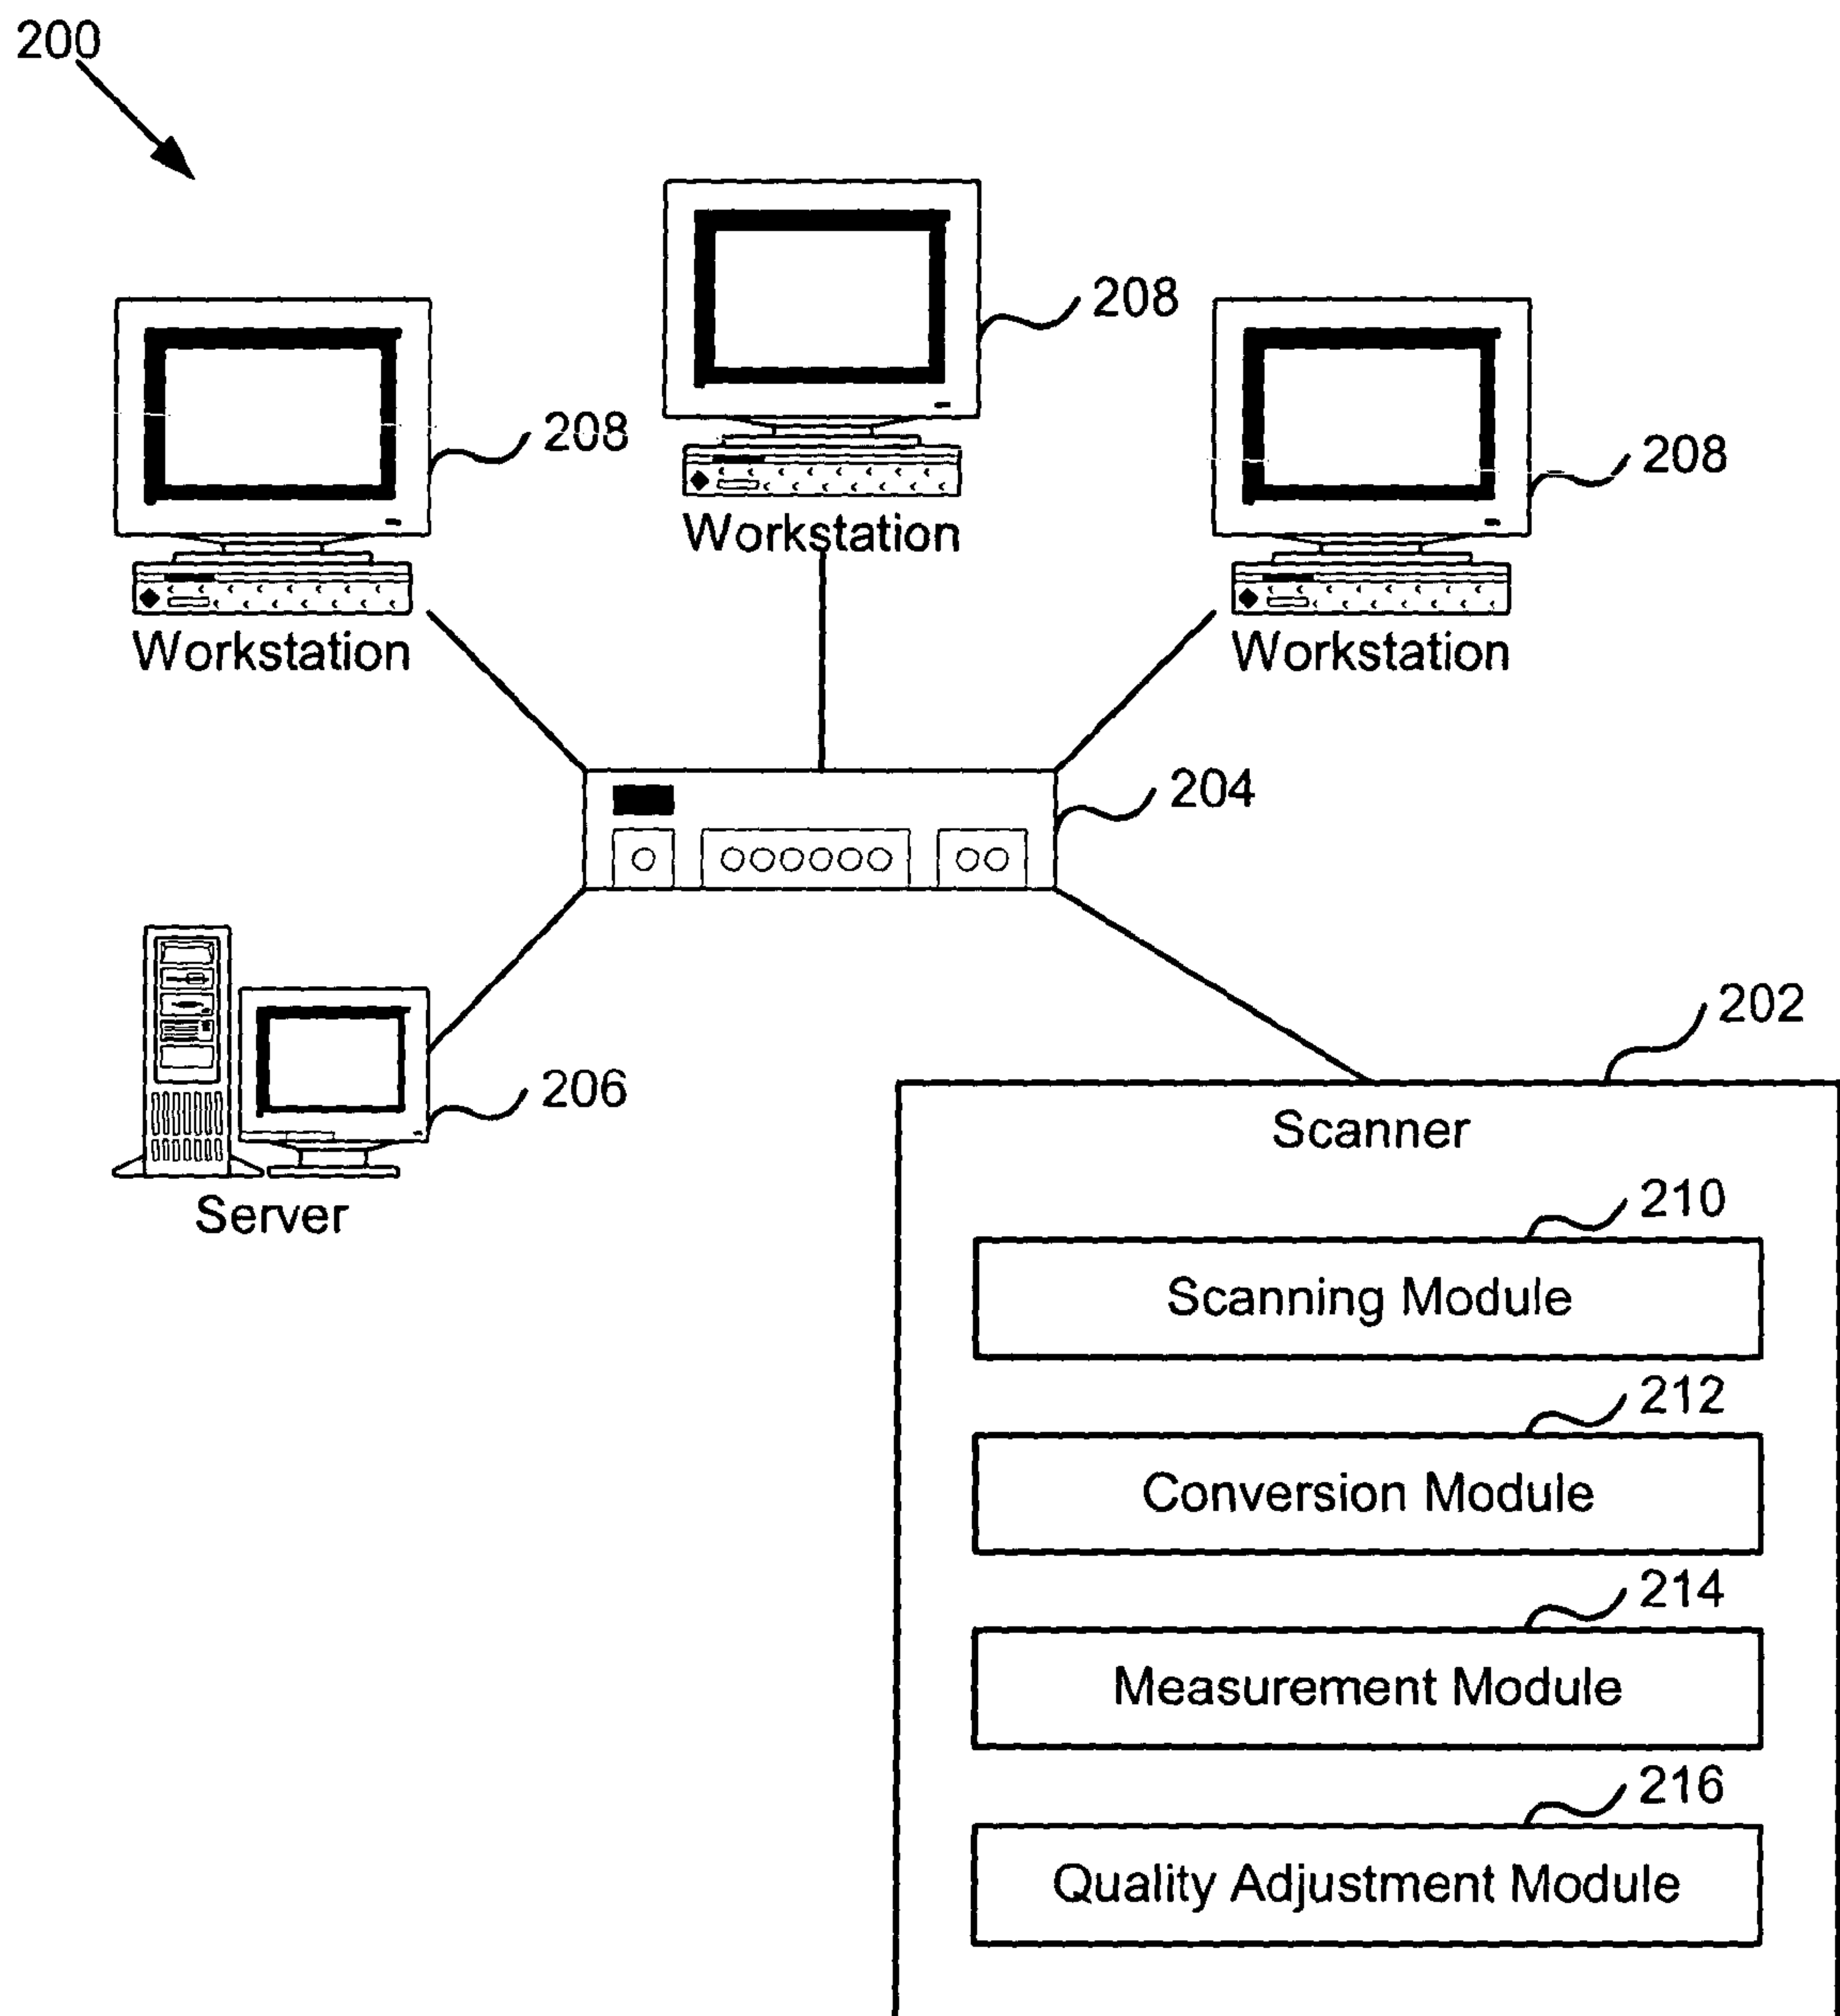 200
208
208
208
Workstation
Workstation
Workstation
204
202
206
Server
Scanner
210
Scanning Module
212
Conversion Module
214
Measurement Module
216
Quality Adjustment Module